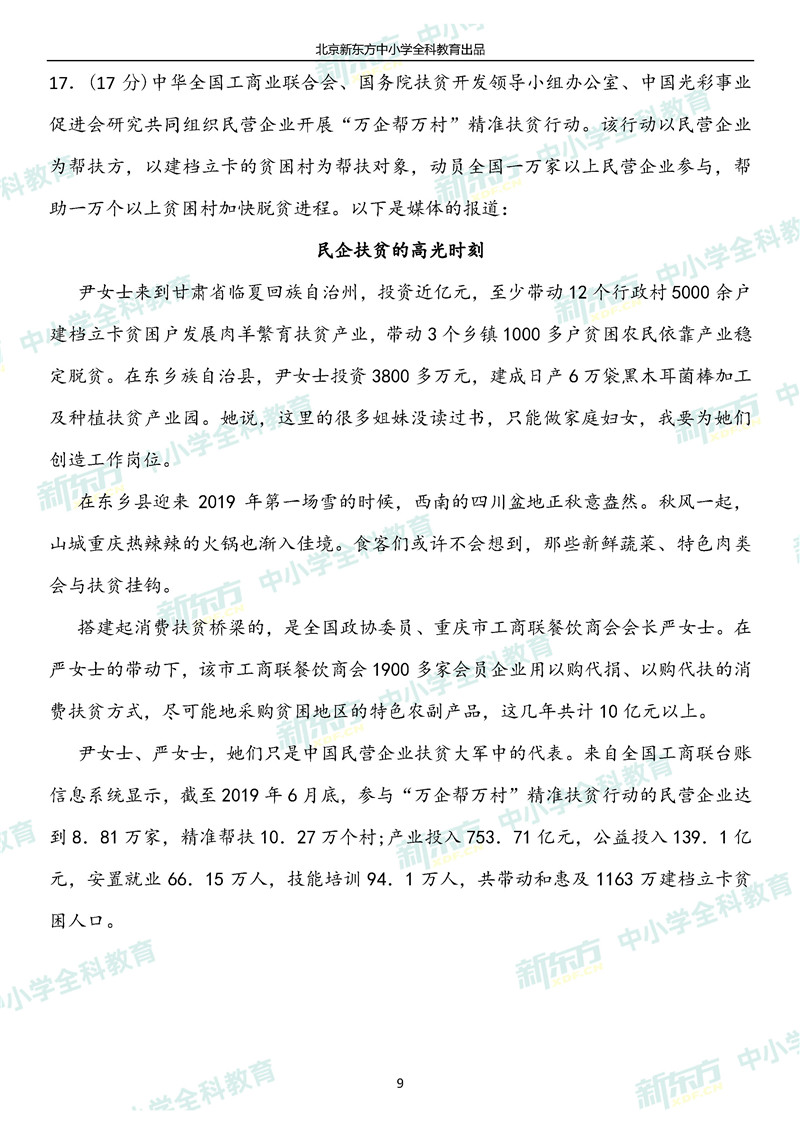 北京新东方中小学全科教育出品
17．(17 分)中华全国工商业联合会、国务院扶贫开发领导小组办公室、中国光彩事业
促进会研究共同组织民营企业开展“万企帮万村”精准扶贫行动。该行动以民营企业
为帮扶方，以建档立卡的贫困村为帮扶对象，动员全国一万家以上民营企业参与，帮
助一万个以上贫困村加快脱贫进程。以下是媒体的报道：
民企扶贫的高光时刻
尹女士来到甘肃省临夏回族自治州，投资近亿元，至少带动 12 个行政村 5000 余户
建档立卡贫困户发展肉羊繁育扶贫产业，带动 3 个乡镇 1000 多户贫困农民依靠产业稳
定脱贫。在东乡族自治县，尹女士投资 3800 多万元，建成日产 6 万袋黑木耳菌棒加工
及种植扶贫产业园。她说，这里的很多姐妹没读过书，只能做家庭妇女，我要为她们
创造工作岗位。
在东乡县迎来 2019 年第一场雪的时候，西南的四川盆地正秋意盎然。秋风一起，
山城重庆热辣辣的火锅也渐入佳境。食客们或许不会想到，那些新鲜蔬菜、特色肉类
会与扶贫挂钩。
搭建起消费扶贫桥梁的，是全国政协委员、重庆市工商联餐饮商会会长严女士。在
严女士的带动下，该市工商联餐饮商会 1900 多家会员企业用以购代捐、以购代扶的消
费扶贫方式，尽可能地采购贫困地区的特色农副产品，这几年共计 10 亿元以上。
尹女士、严女士，她们只是中国民营企业扶贫大军中的代表。来自全国工商联台账
信息系统显示，截至 2019 年 6 月底，参与“万企帮万村”精准扶贫行动的民营企业达
到 8．81 万家，精准帮扶 10．27 万个村;产业投入 753．71 亿元，公益投入 139．1 亿
元，安置就业 66．15 万人，技能培训 94．1 万人，共带动和惠及 1163 万建档立卡贫
困人口。
9